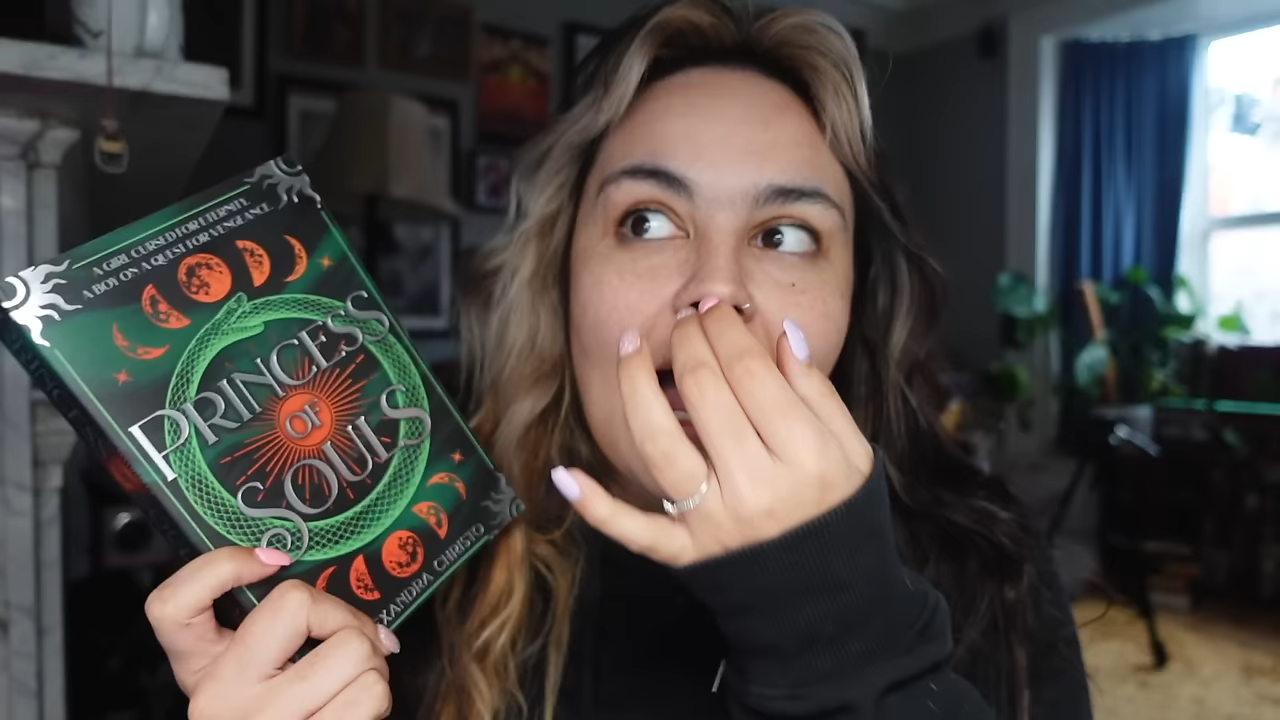 A GIRL CURSED FOR ETERNITY.
A BOY ON A QUEST FOR VENGEANCE.
PRINCESS
OF
SOULS
XANDRA CHRISTO